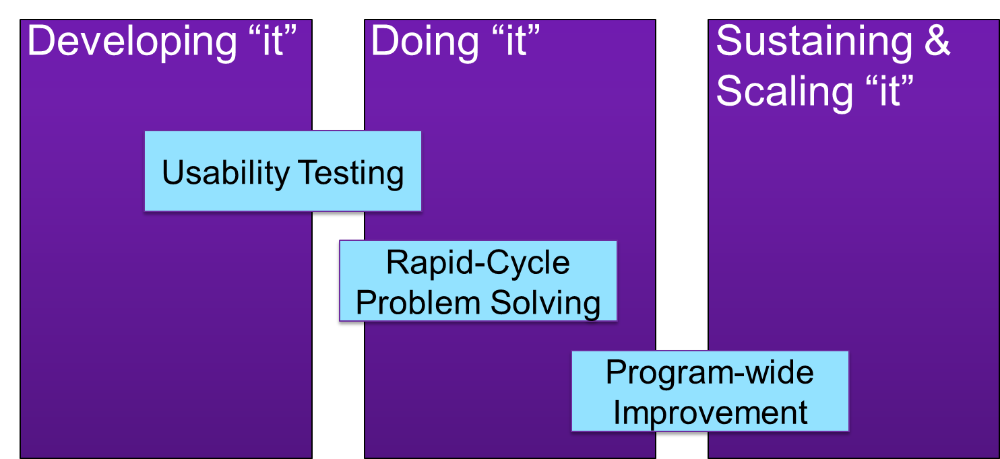 Developing “it”
Doing “it”
Sustaining &
Scaling “it”
Usability Testing
Rapid-Cycle
Problem Solving
Program-wide
Improvement